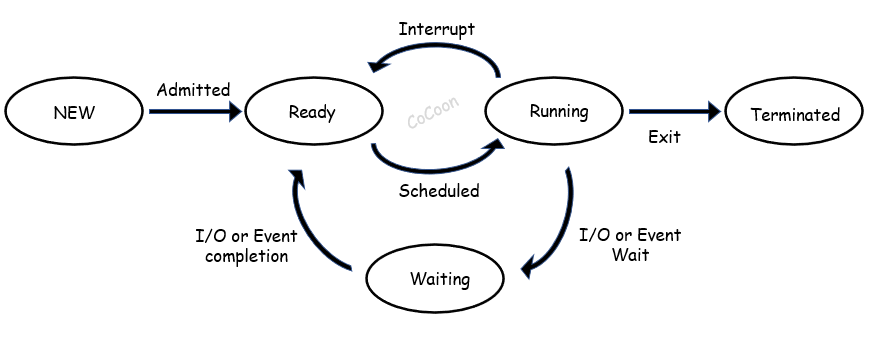 Interrupt
Admitted
NEW
Ready
CoCoon
Running
Terminated
Exit
Scheduled
I/O or Event
completion
I/O or Event
Wait
Waiting